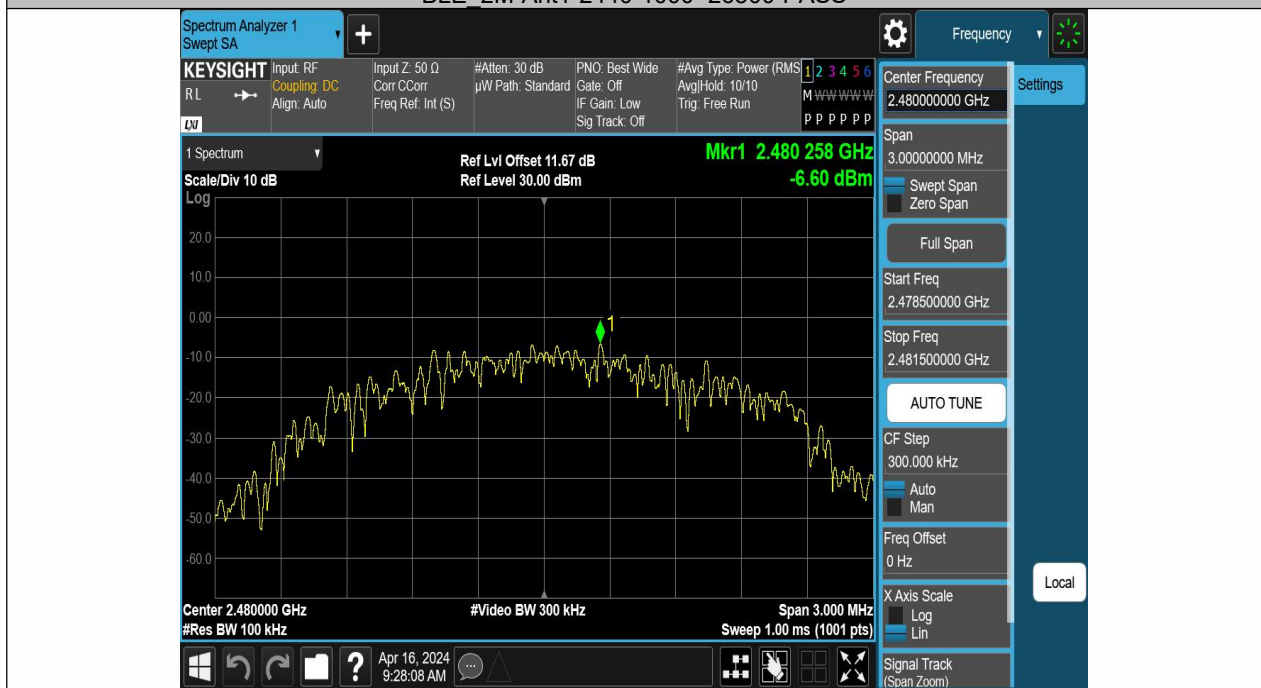 Spectrum Analyzer 1
Swept SA
Frequency
KEYSIGHT
RL
LXI
Input: RF
Coupling: DC
Align: Auto
Input Z: 50 Ω
Corr CCorr
Freq Ref: Int (S)
#Atten: 30 dB
µW Path: Standard
PNO: Best Wide
Gate: Off
IF Gain: Low
Sig Track: Off
#Avg Type: Power (RMS
Avg|Hold: 10/10
Trig: Free Run
1 2 3 4 5 6
M W W W W W
P P P P P P
1 Spectrum
Scale/Div 10 dB
Ref Lvl Offset 11.67 dB
Ref Level 30.00 dBm
Mkr1 2.480 258 GHz
-6.60 dBm
Log
20.0
10.0
0.00
-10.0
-20.0
-30.0
-40.0
-50.0
-60.0
1
Center 2.480000 GHz
#Res BW 100 kHz
#Video BW 300 kHz
Span 3.000 MHz
Sweep 1.00 ms (1001 pts)
Apr 16, 2024
9:28:08 AM
Center Frequency
2.480000000 GHz
Settings
Span
3.00000000 MHz
Swept Span
Zero Span
Full Span
Start Freq
2.478500000 GHz
Stop Freq
2.481500000 GHz
AUTO TUNE
CF Step
300.000 kHz
Auto
Man
Freq Offset
0 Hz
X Axis Scale
Log
Lin
Local
Signal Track
(Span Zoom)